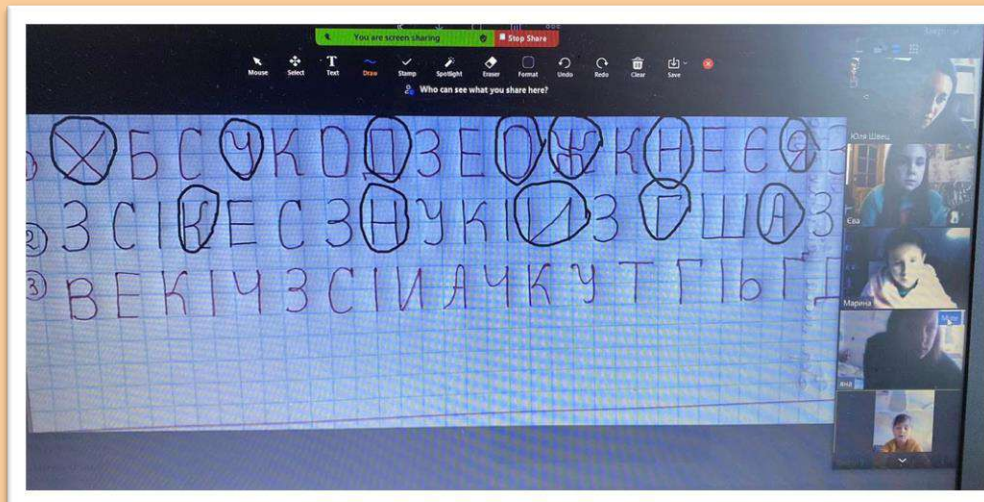 You are screen sharing Stop Share
Mouse Select Text Draw Stamp Spotlight Eraser Format Undo Redo Clear Save
Who can see what you share here?
Х Б С У К О П З Е О Ж К Н Е Є Я З
2 З С І К Е С З Н У К І И З Г Ш А З
3 В Е К І Ч З С І И А Ч К У Т Г І Ь Г
Юля Швец
Єва
Марина
Mute